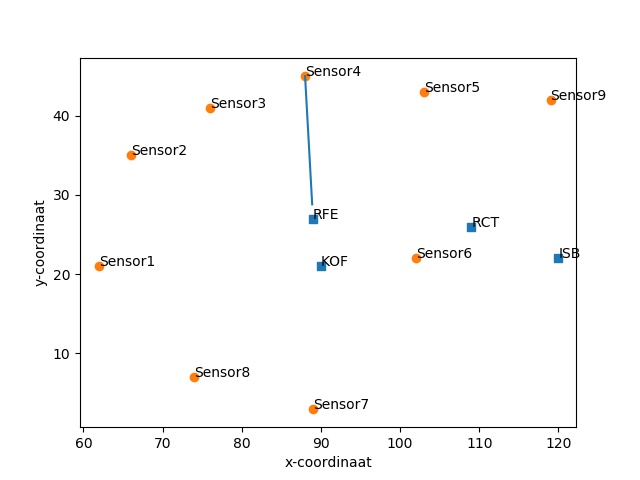 Sensor4
Sensor5
Sensor9
Sensor3
Sensor2
RFE
RCT
Sensor6
ISB
Sensor1
KOF
Sensor8
Sensor7
40
30
20
10
y-coordinaat
60 70 80 90 100 110 120
x-coordinaat